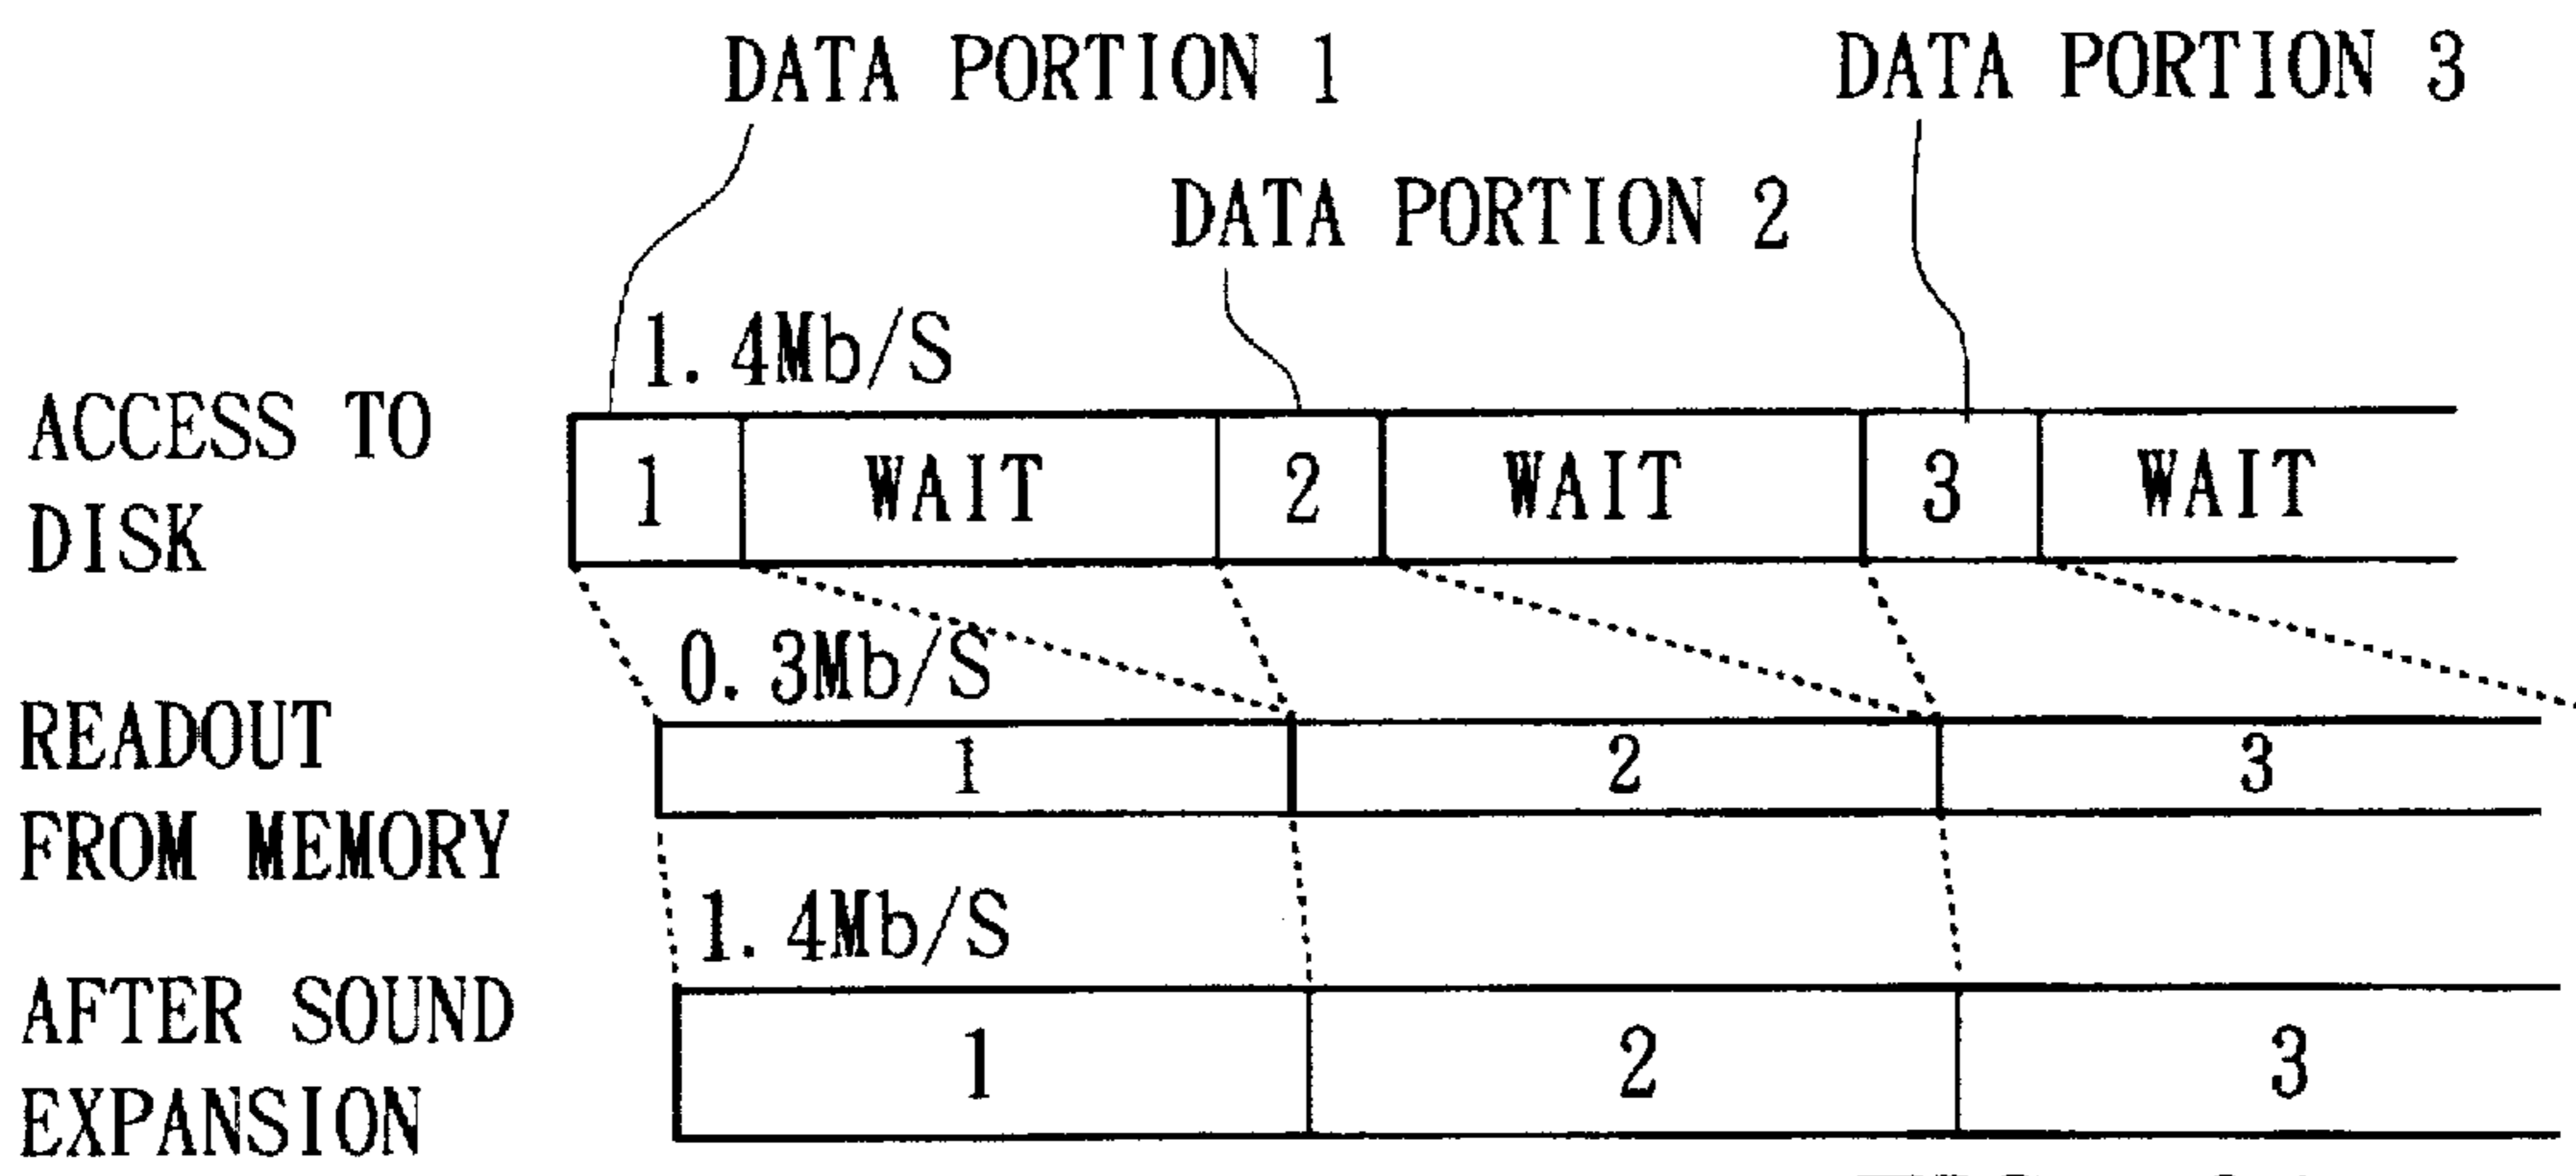 DATA PORTION 1
DATA PORTION 3
DATA PORTION 2
1.4Mb/S
ACCESS TO
DISK
1 WAIT 2 WAIT 3 WAIT
0.3Mb/S
READOUT
FROM MEMORY
1 2 3
1.4Mb/S
AFTER SOUND
EXPANSION
1 2 3